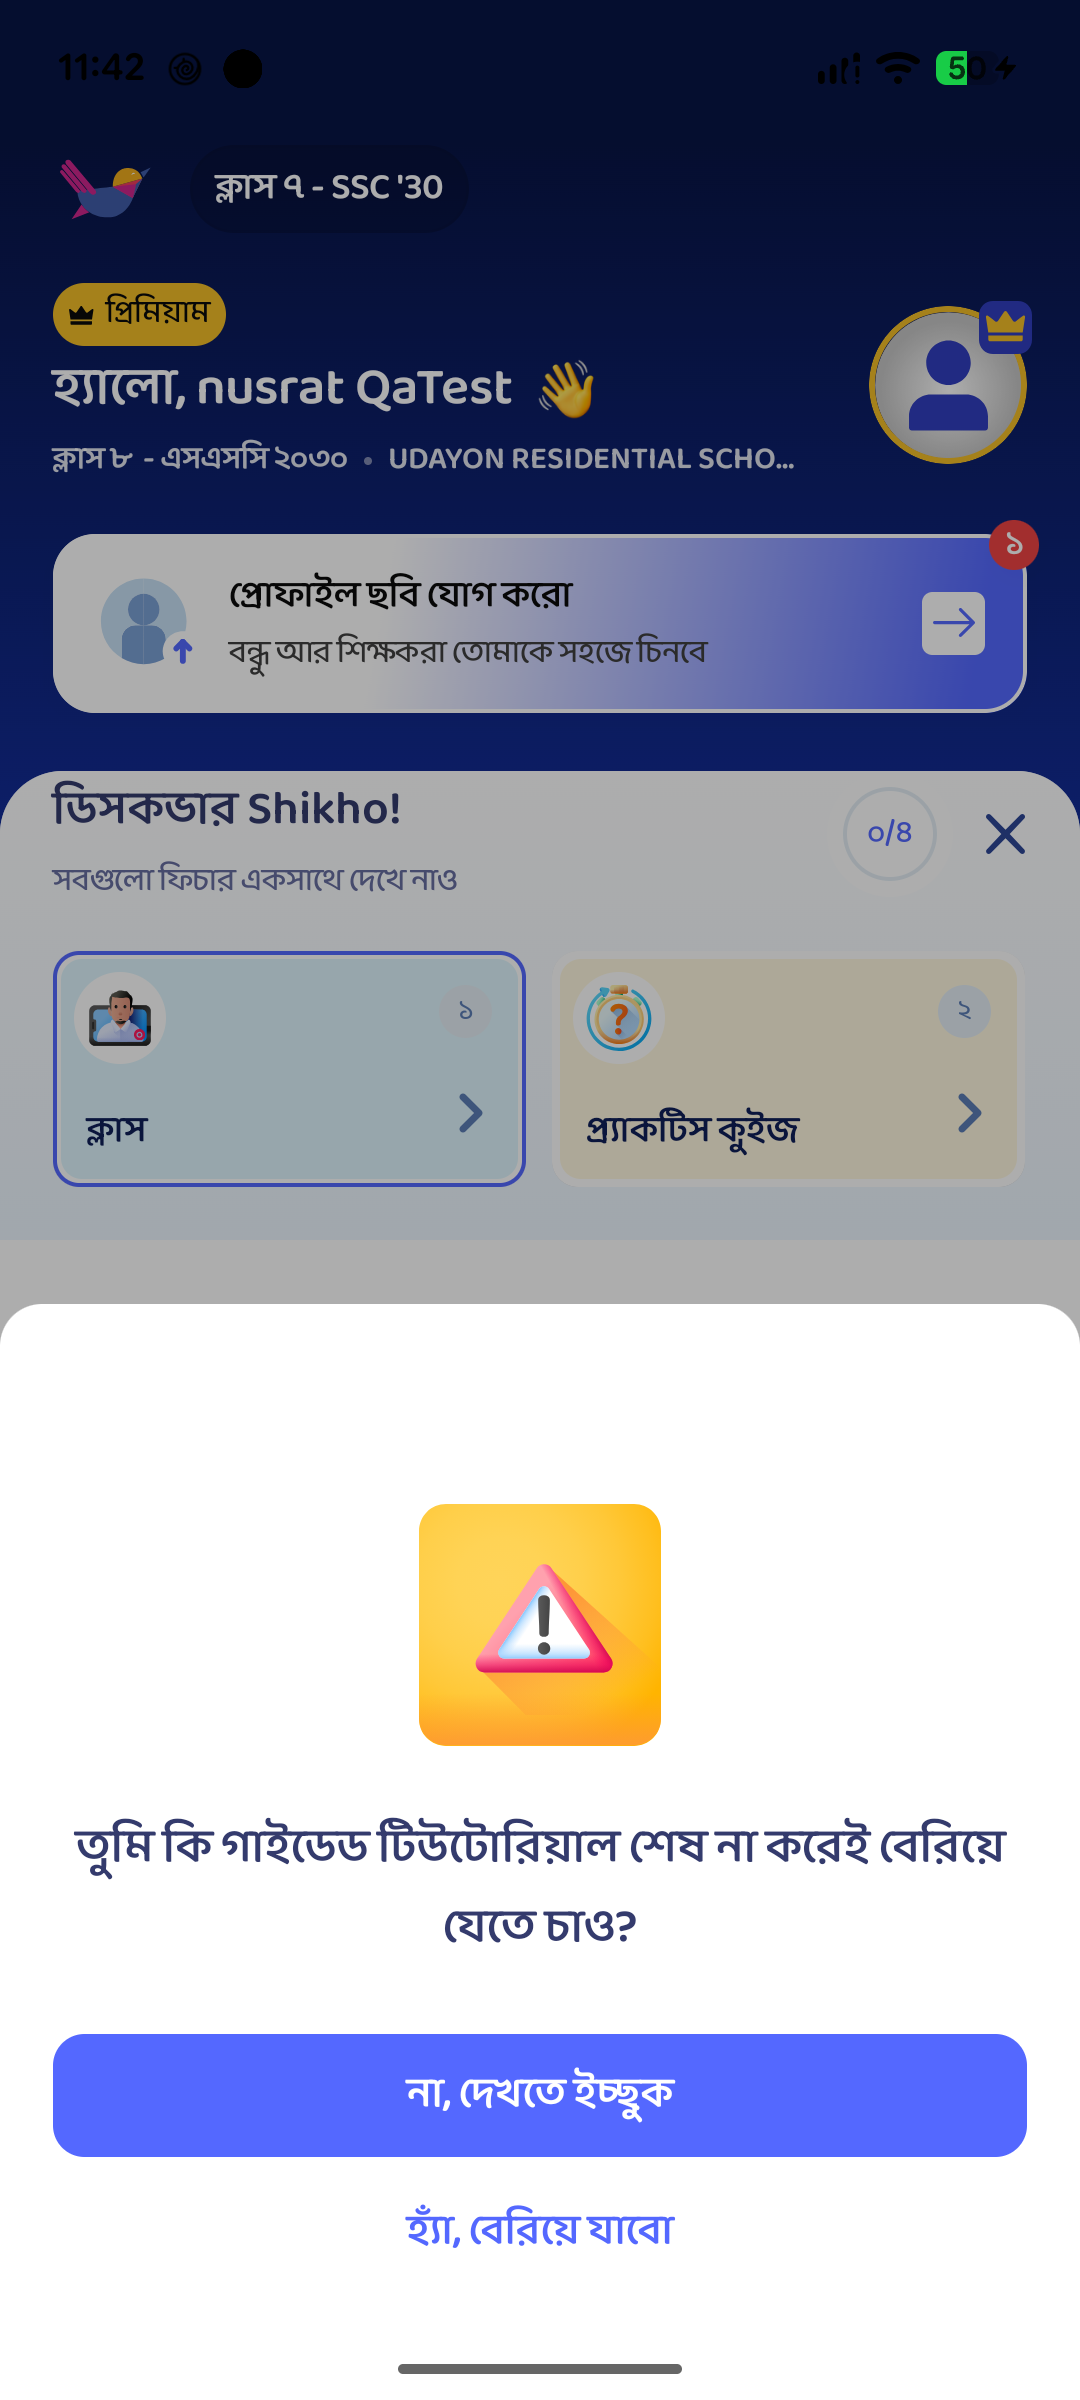 11:42
50
ক্লাস ৭ - SSC '30
প্রিমিয়াম
হ্যালো, nusrat QaTest 👋
ক্লাস ৮ - এসএসসি ২০৩০ • UDAYON RESIDENTIAL SCHO...
১
প্রোফাইল ছবি যোগ করো
বন্ধু আর শিক্ষকরা তোমাকে সহজে চিনবে
ডিসকভার Shikho!
০/৪
সবগুলো ফিচার একসাথে দেখে নাও
১
২
ক্লাস
প্র্যাকটিস কুইজ
তুমি কি গাইডেড টিউটোরিয়াল শেষ না করেই বেরিয়ে
যেতে চাও?
না, দেখতে ইচ্ছুক
হ্যাঁ, বেরিয়ে যাবো